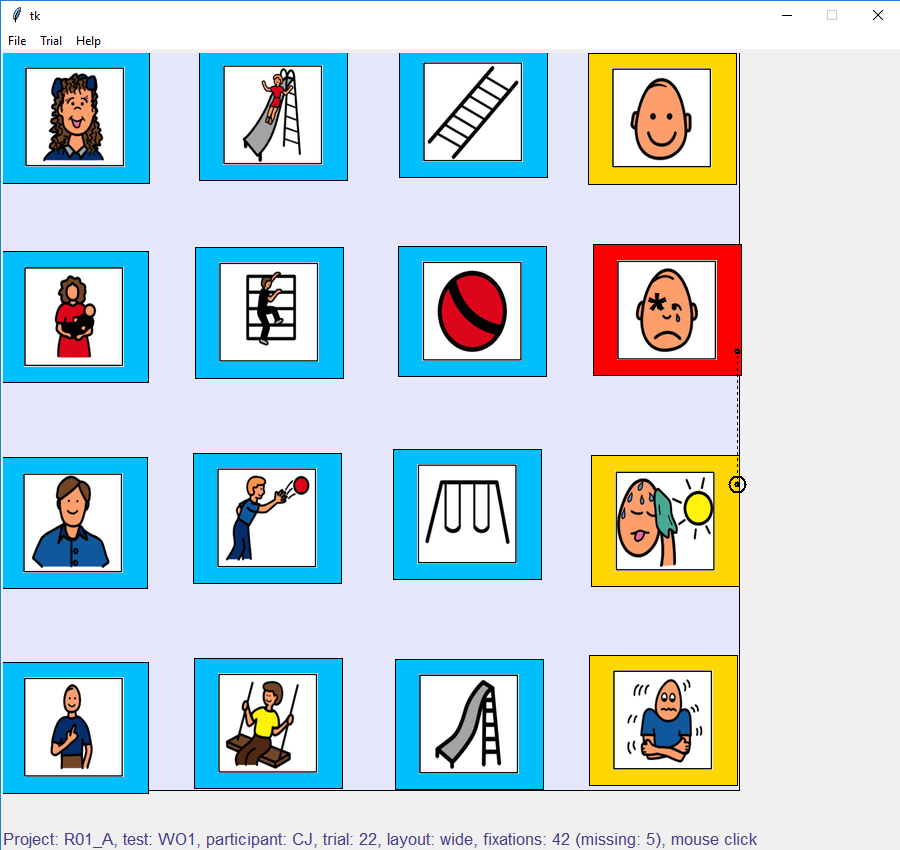 tk
File Trial Help
*
Project: R01_A, test: WO1, participant: CJ, trial: 22, layout: wide, fixations: 42 (missing: 5), mouse click